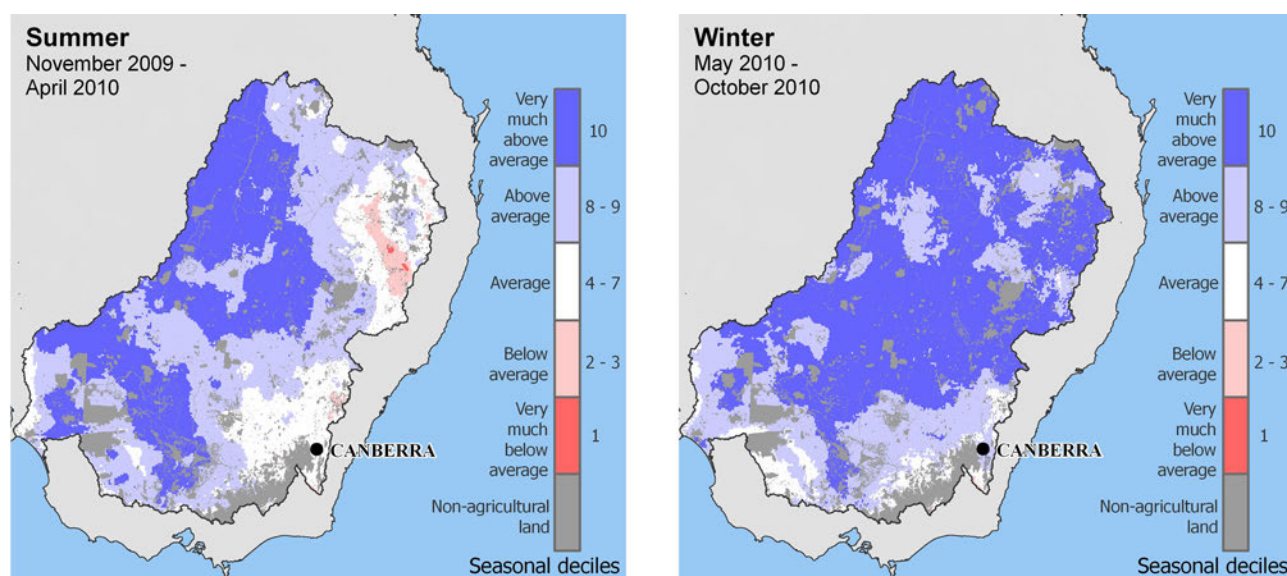 Summer
November 2009 -
April 2010
Very
much
above
average
10
Above
average
8 - 9
Average
4 - 7
Below
average
2 - 3
Very
much
below
average
1
Non-agricultural
land
CANBERRA
Seasonal deciles
Winter
May 2010 -
October 2010
Very
much
above
average
10
Above
average
8 - 9
Average
4 - 7
Below
average
2 - 3
Very
much
below
average
1
Non-agricultural
land
CANBERRA
Seasonal deciles